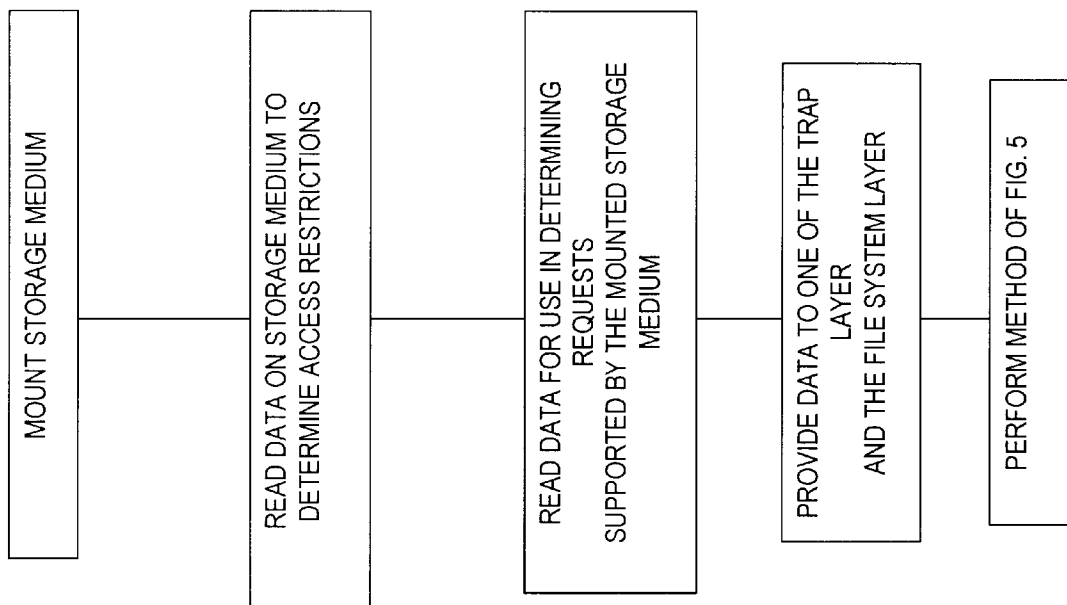 MOUNT STORAGE MEDIUM
READ DATA ON STORAGE MEDIUM TO
DETERMINE ACCESS RESTRICTIONS
READ DATA FOR USE IN DETERMINING
REQUESTS
SUPPORTED BY THE MOUNTED STORAGE
MEDIUM
PROVIDE DATA TO ONE OF THE TRAP
LAYER
AND THE FILE SYSTEM LAYER
PERFORM METHOD OF FIG. 5